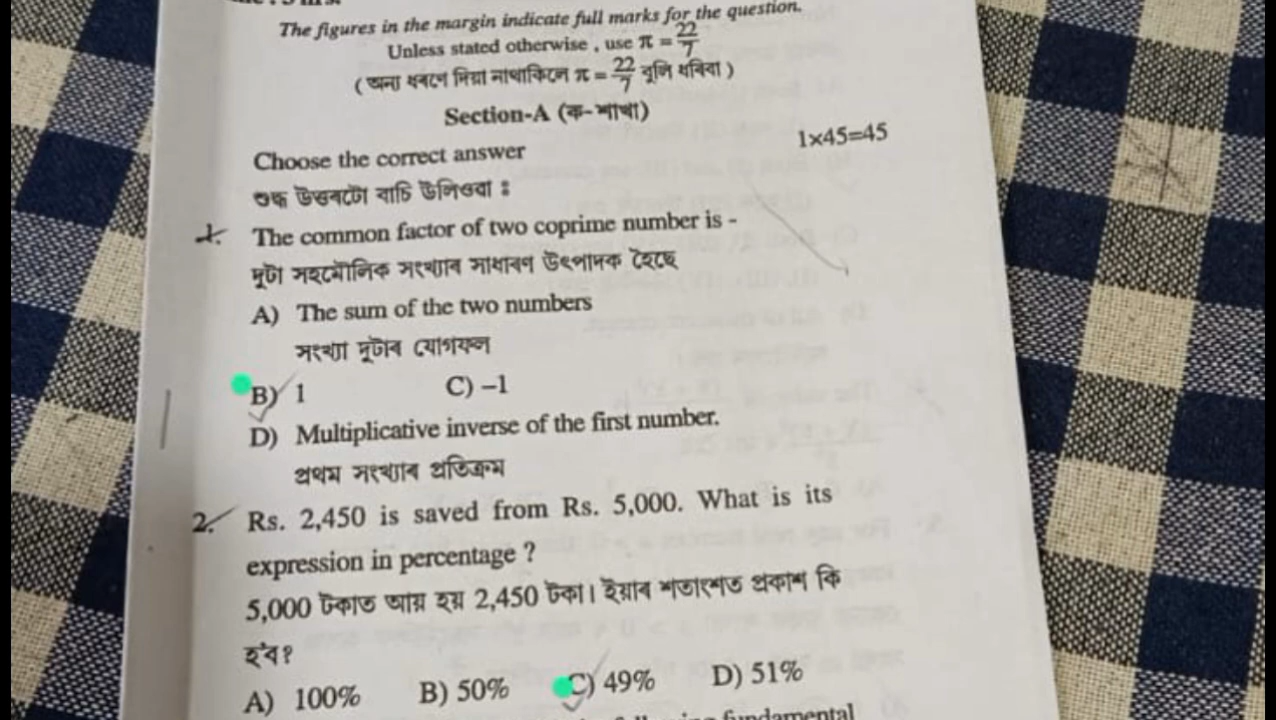 The figures in the margin indicate full marks for the question.
Unless stated otherwise , use π = 22/7
( অন্য ধৰণে দিয়া নাথাকিলে π = 22/7 বুলি ধৰিবা )
Section-A (ক-শাখা)
Choose the correct answer 1×45=45
শুদ্ধ উত্তৰটো বাচি উলিওৱা :
1. The common factor of two coprime number is -
দুটা সহমৌলিক সংখ্যাৰ সাধাৰণ উৎপাদক হৈছে
A) The sum of the two numbers
সংখ্যা দুটাৰ যোগফল
B) 1 C) –1
D) Multiplicative inverse of the first number.
প্ৰথম সংখ্যাৰ প্ৰতিক্ৰম
2. Rs. 2,450 is saved from Rs. 5,000. What is its
expression in percentage ?
5,000 টকাত আয় হয় 2,450 টকা। ইয়াৰ শতাংশত প্ৰকাশ কি
হ'ব?
A) 100% B) 50% C) 49% D) 51%
fundamental